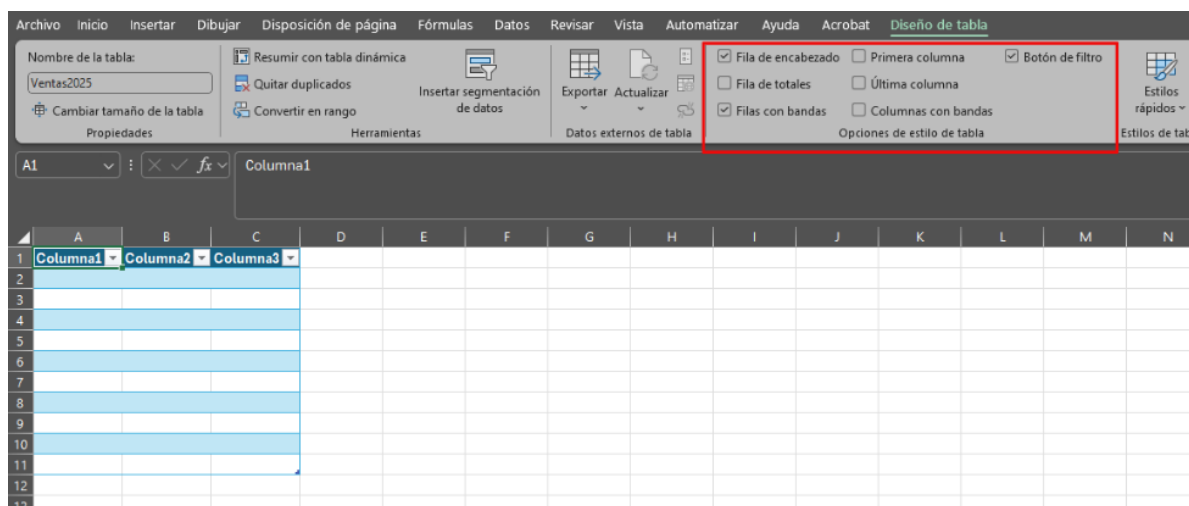 Archivo Inicio Insertar Dibujar Disposición de página Fórmulas Datos Revisar Vista Automatizar Ayuda Acrobat Diseño de tabla
Nombre de la tabla:
Ventas2025
Cambiar tamaño de la tabla
Propiedades
Resumir con tabla dinámica
Quitar duplicados
Convertir en rango
Insertar segmentación
de datos
Herramientas
Exportar Actualizar
Datos externos de tabla
Fila de encabezado Primera columna Botón de filtro
Fila de totales Última columna
Filas con bandas Columnas con bandas
Opciones de estilo de tabla
Estilos
rápidos
Estilos de tab
A1 fx Columna1
A B C D E F G H I J K L M N
1 Columna1 Columna2 Columna3
2
3
4
5
6
7
8
9
10
11
12
13